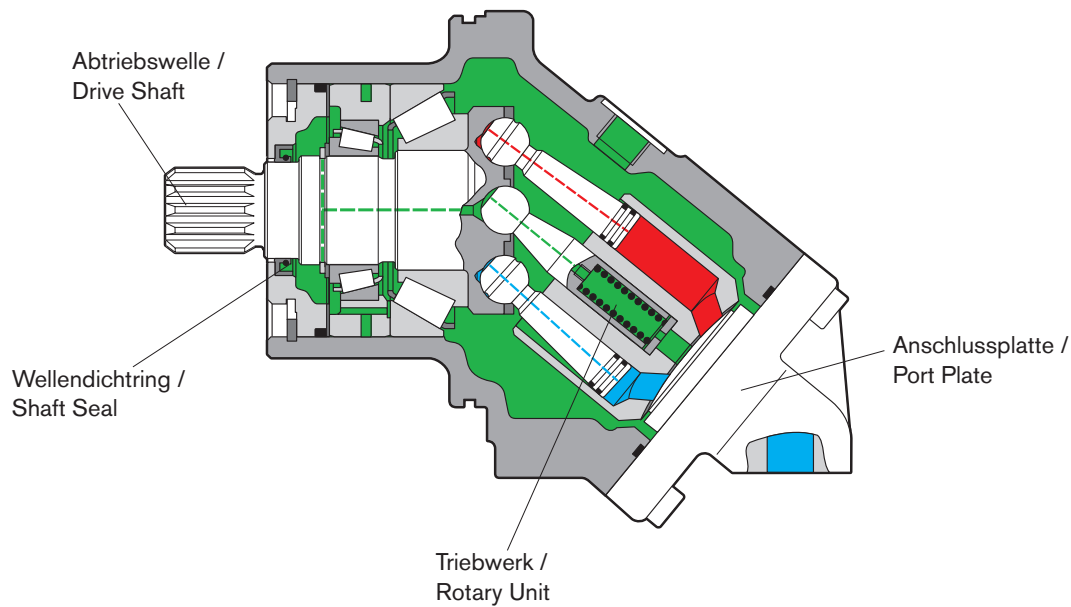 Abtriebswelle /
Drive Shaft
Wellendichtring /
Shaft Seal
Anschlussplatte /
Port Plate
Triebwerk /
Rotary Unit